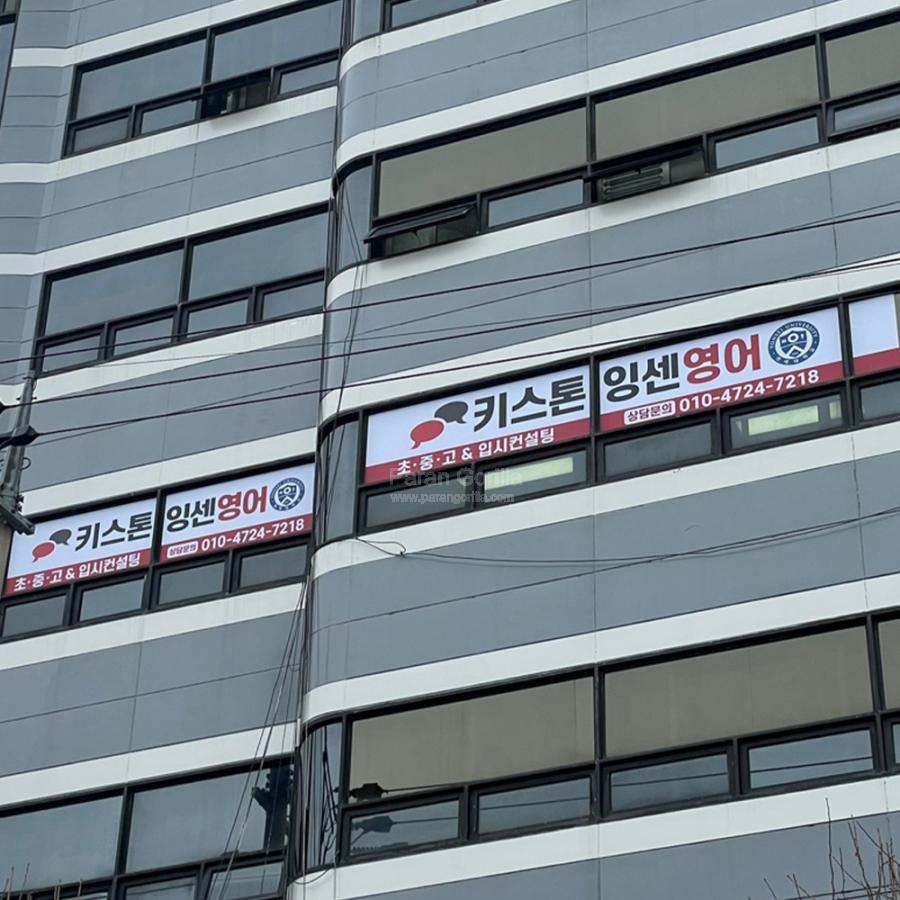 키스톤 잉센영어
초·중·고 & 입시컨설팅
상담문의 010-4724-7218
YONSEI UNIVERSITY
키스톤 잉센영어
초·중·고 & 입시컨설팅
상담문의 010-4724-7218
Paran Gorilla
www.parangorilla.com